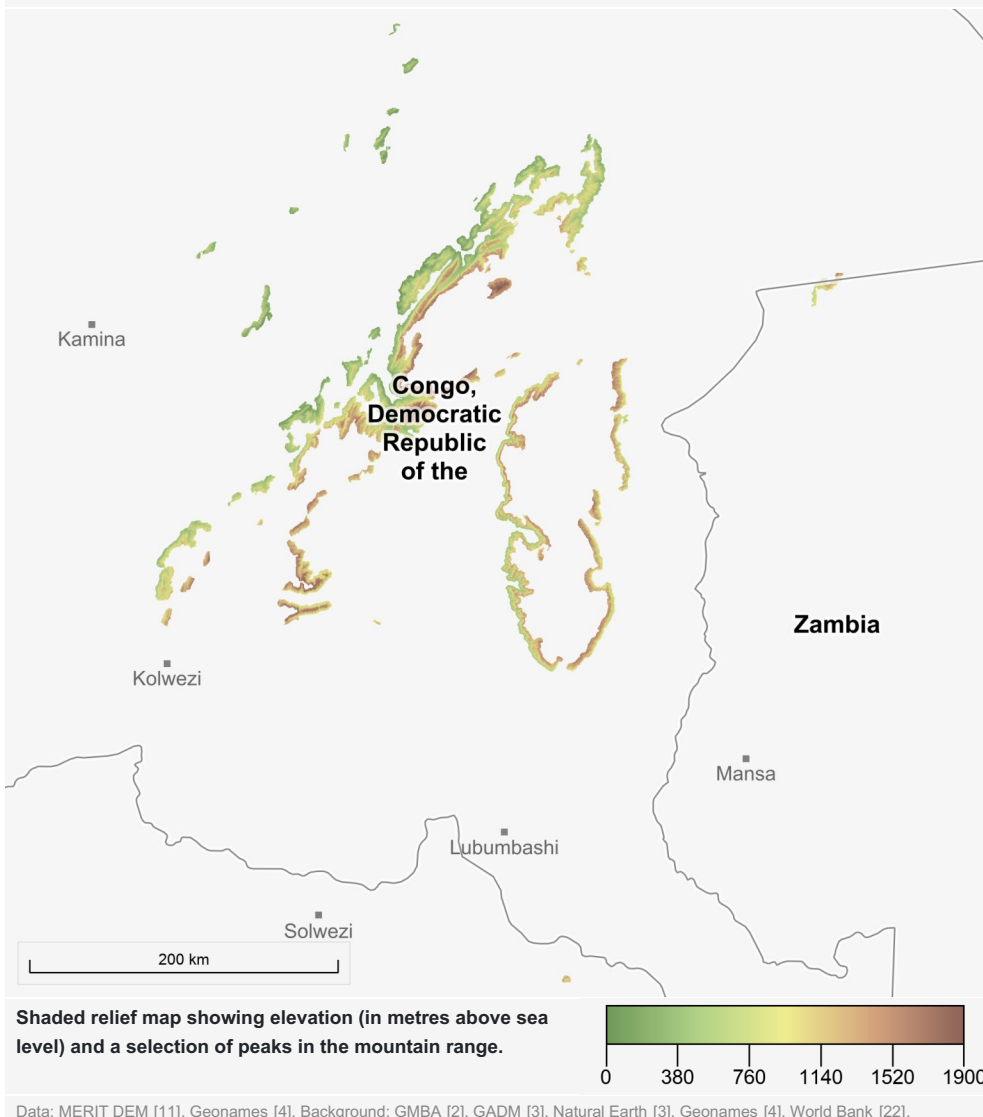 Kamina
Congo,
Democratic
Republic
of the
Zambia
Kolwezi
Mansa
Lubumbashi
Solwezi
200 km
Shaded relief map showing elevation (in metres above sea
level) and a selection of peaks in the mountain range.
0 380 760 1140 1520 1900
Data: MERIT DEM [11], Geonames [4]. Background: GMBA [2], GADM [3], Natural Earth [3], Geonames [4], World Bank [22].